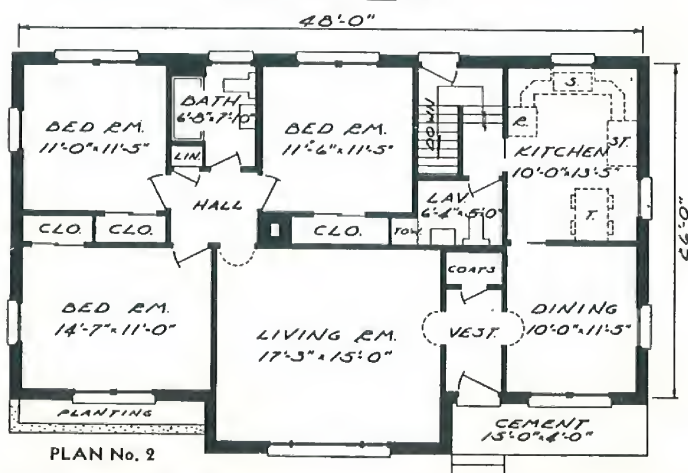 48'-0"
BATH
6'-8"x7'-10"
BED RM.
11'-0"x11'-5"
LIN.
BED RM.
11'-6"x11'-5"
DOWN
S.
R.
ST.
KITCHEN
10'-0"x13'-5"
T.
HALL
LAV.
6'-4"x5'-0"
TOW.
CLO.
CLO.
CLO.
COATS
26'-0"
BED RM.
14'-7"x11'-0"
LIVING RM.
17'-3"x15'-0"
VEST.
DINING
10'-0"x11'-5"
PLANTING
CEMENT
15'-0"x4'-0"
PLAN No. 2